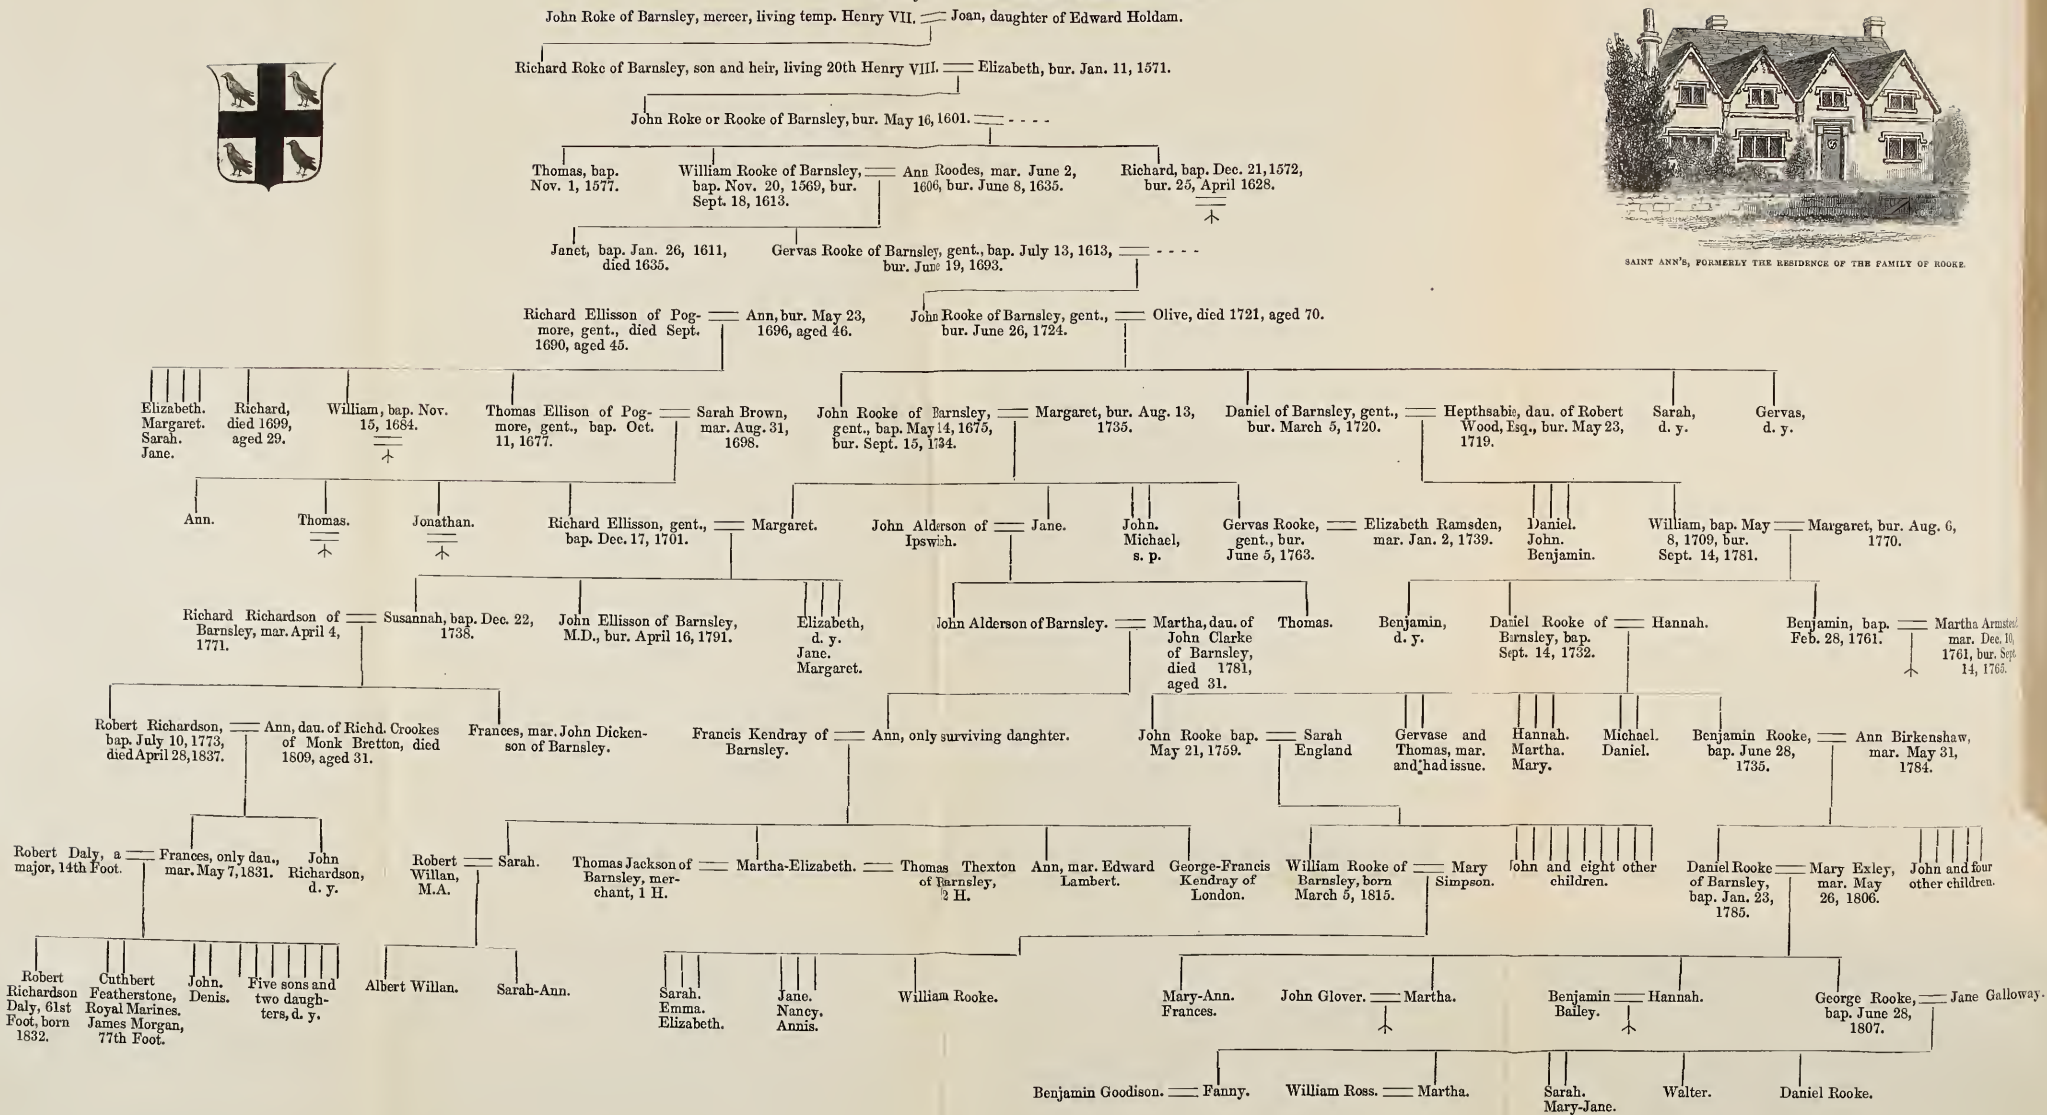 John Roke of Barnsley, mercer, living temp. Henry VII. Joan, daughter of Edward Holdam.
Richard Roke of Barnsley, son and heir, living 20th Henry VIII. Elizabeth, bur. Jan. 11, 1571.
John Roke or Rooke of Barnsley, bur. May 16, 1601.
Thomas, bap.
Nov. 1, 1577.
William Rooke of Barnsley,
bap. Nov. 20, 1569, bur.
Sept. 18, 1613.
Ann Roodes, mar. June 2,
1606, bur. June 8, 1635.
Richard, bap. Dec. 21, 1572,
bur. 25, April 1628.
SAINT ANN'S, FORMERLY THE RESIDENCE OF THE FAMILY OF ROOKE.
Janet, bap. Jan. 26, 1611,
died 1635.
Gervas Rooke of Barnsley, gent., bap. July 13, 1613,
bur. June 19, 1693.
Richard Ellisson of Pog-
more, gent., died Sept.
1690, aged 45.
Ann, bur. May 23,
1696, aged 46.
John Rooke of Barnsley, gent.,
bur. June 26, 1724.
Olive, died 1721, aged 70.
Elizabeth.
Margaret.
Sarah.
Jane.
Richard,
died 1699,
aged 29.
William, bap. Nov.
15, 1684.
Thomas Ellison of Pog-
more, gent., bap. Oct.
11, 1677.
Sarah Brown,
mar. Aug. 31,
1698.
John Rooke of Barnsley,
gent., bap. May 14, 1675,
bur. Sept. 15, 1734.
Margaret, bur. Aug. 13,
1735.
Daniel of Barnsley, gent.,
bur. March 5, 1720.
Hepthsabie, dau. of Robert
Wood, Esq., bur. May 23,
1719.
Sarah,
d. y.
Gervas,
d. y.
Ann.
Thomas.
Jonathan.
Richard Ellisson, gent.,
bap. Dec. 17, 1701.
Margaret.
John Alderson of
Ipswich.
Jane.
John.
Michael,
s. p.
Gervas Rooke,
gent., bur.
June 5, 1763.
Elizabeth Ramsden,
mar. Jan. 2, 1739.
Daniel.
John.
Benjamin.
William, bap. May
8, 1709, bur.
Sept. 14, 1781.
Margaret, bur. Aug. 6,
1770.
Richard Richardson of
Barnsley, mar. April 4,
1771.
Susannah, bap. Dec. 22,
1738.
John Ellisson of Barnsley,
M.D., bur. April 16, 1791.
Elizabeth,
d. y.
Jane.
Margaret.
John Alderson of Barnsley.
Martha, dau. of
John Clarke
of Barnsley,
died 1781,
aged 31.
Thomas.
Benjamin,
d. y.
Daniel Rooke of
Barnsley, bap.
Sept. 14, 1732.
Hannah.
Benjamin, bap.
Feb. 28, 1761.
Martha
mar. Dec. 10,
1761, bur. Sept.
14, 1765.
Robert Richardson,
bap. July 10, 1773,
died April 28, 1837.
Ann, dau. of Richd. Crookes
of Monk Bretton, died
1809, aged 31.
Frances, mar. John Dicken-
son of Barnsley.
Francis Kendray of
Barnsley.
Ann, only surviving danghter.
John Rooke bap.
May 21, 1759.
Sarah
England
Gervase and
Thomas, mar.
and had issue.
Hannah.
Martha.
Mary.
Michael.
Daniel.
Benjamin Rooke,
bap. June 28,
1735.
Ann Birkenshaw,
mar. May 31,
1784.
Robert Daly, a
major, 14th Foot.
Frances, only dau.,
mar. May 7, 1831.
John
Richardson,
d. y.
Robert
Willan,
M.A.
Sarah.
Thomas Jackson of
Barnsley, mer-
chant, 1 H.
Martha-Elizabeth.
Thomas Thexton
of Barnsley,
2 H.
Ann, mar. Edward
Lambert.
George-Francis
Kendray of
London.
William Rooke of
Barnsley, born
March 5, 1815.
Mary
Simpson.
John and eight other
children.
Daniel Rooke
of Barnsley,
bap. Jan. 23,
1785.
Mary Exley,
mar. May
26, 1806.
John and four
other children.
Robert
Richardson
Daly, 61st
Foot, born
1832.
Cuthbert
Featherstone,
Royal Marines.
James Morgan,
77th Foot.
John.
Denis.
Five sons and
two daugh-
ters, d. y.
Albert Willan.
Sarah-Ann.
Sarah.
Emma.
Elizabeth.
Jane.
Nancy.
Annis.
William Rooke.
Mary-Ann.
Frances.
John Glover.
Martha.
Benjamin
Bailey.
Hannah.
George Rooke,
bap. June 28,
1807.
Jane Galloway.
Benjamin Goodison.
Fanny.
William Ross.
Martha.
Sarah.
Mary-Jane.
Walter.
Daniel Rooke.